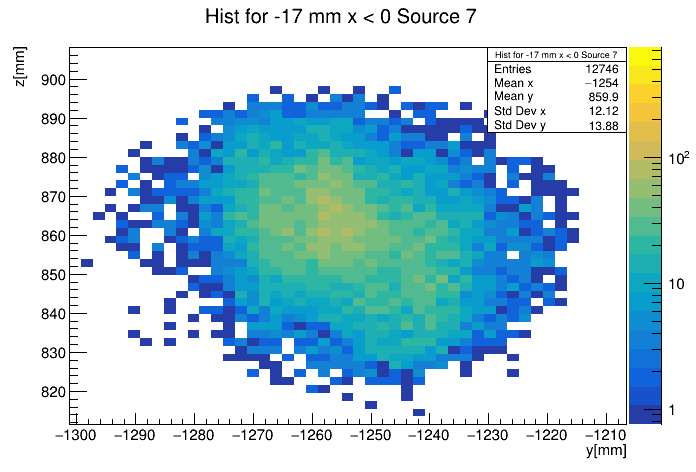 Hist for -17 mm x < 0 Source 7
z[mm]
Hist for -17 mm x < 0 Source 7
Entries 12746
Mean x −1254
Mean y 859.9
Std Dev x 12.12
Std Dev y 13.88
900
890
880
870
860
850
840
830
820
10²
10
1
−1300 −1290 −1280 −1270 −1260 −1250 −1240 −1230 −1220 −1210
y[mm]